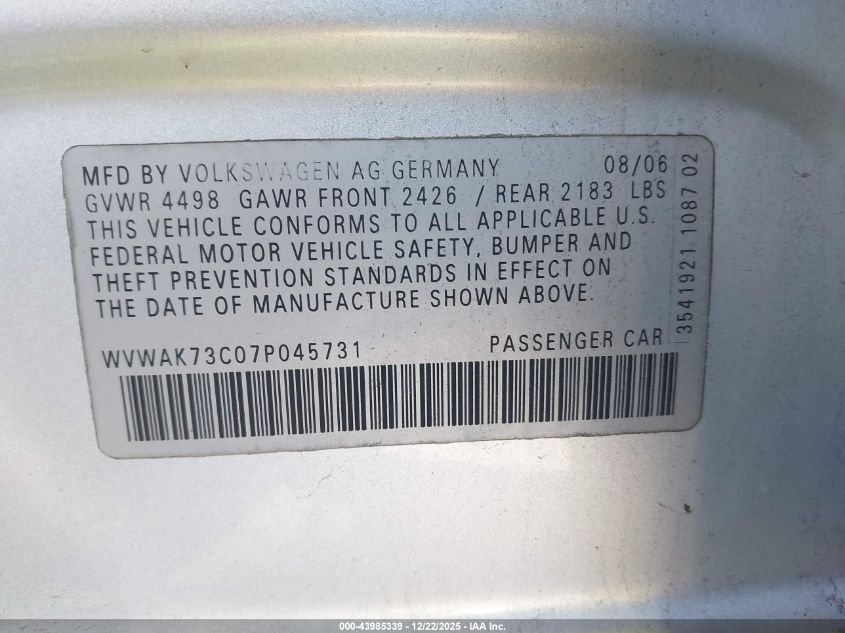 MFD BY VOLKSWAGEN AG GERMANY 08/06
GVWR 4498 GAWR FRONT 2426 / REAR 2183 LBS
THIS VEHICLE CONFORMS TO ALL APPLICABLE U.S.
FEDERAL MOTOR VEHICLE SAFETY, BUMPER AND
THEFT PREVENTION STANDARDS IN EFFECT ON
THE DATE OF MANUFACTURE SHOWN ABOVE.
WVWAK73C07P045731 PASSENGER CAR
3541921 1087 02
000-43985339 - 12/22/2025 - IAA Inc.